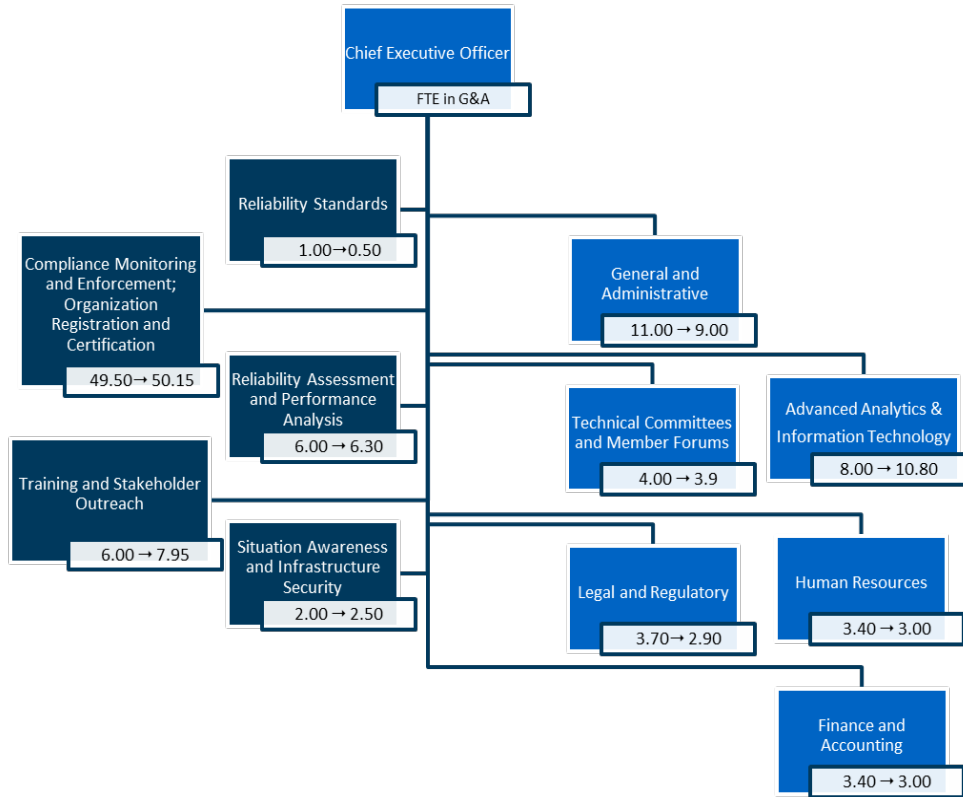 Chief Executive Officer
FTE in G&A
Reliability Standards
1.00→0.50
Compliance Monitoring
and Enforcement;
Organization
Registration and
Certification
49.50→ 50.15
General and
Administrative
11.00 → 9.00
Reliability Assessment
and Performance
Analysis
6.00 → 6.30
Technical Committees
and Member Forums
4.00 → 3.9
Advanced Analytics &
Information Technology
8.00 → 10.80
Training and Stakeholder
Outreach
6.00 → 7.95
Situation Awareness
and Infrastructure
Security
2.00 → 2.50
Legal and Regulatory
3.70→ 2.90
Human Resources
3.40 → 3.00
Finance and
Accounting
3.40 → 3.00